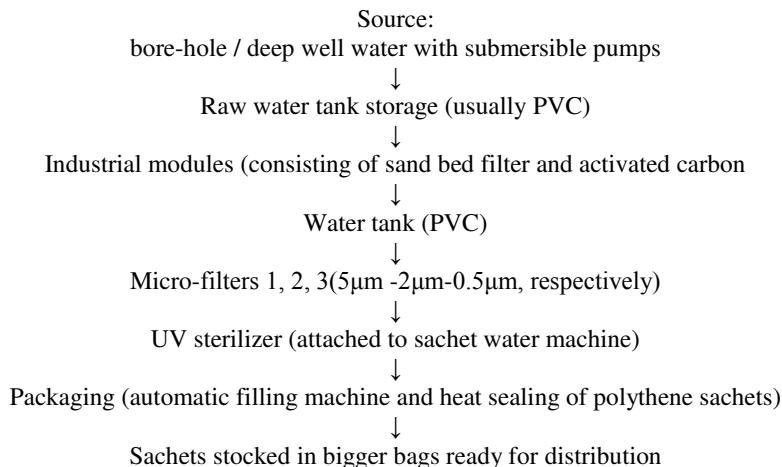 Source:
bore-hole / deep well water with submersible pumps
↓
Raw water tank storage (usually PVC)
↓
Industrial modules (consisting of sand bed filter and activated carbon
↓
Water tank (PVC)
↓
Micro-filters 1, 2, 3(5μm -2μm-0.5μm, respectively)
↓
UV sterilizer (attached to sachet water machine)
↓
Packaging (automatic filling machine and heat sealing of polythene sachets)
↓
Sachets stocked in bigger bags ready for distribution